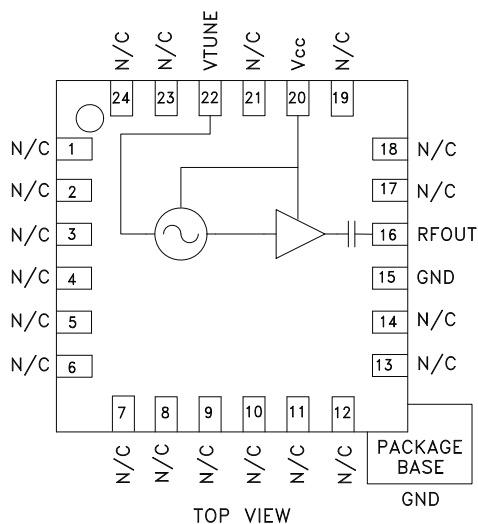 N/C N/C VTUNE N/C Vcc N/C
24 23 22 21 20 19
N/C 1 18 N/C
N/C 2 17 N/C
N/C 3 16 RFOUT
N/C 4 15 GND
N/C 5 14 N/C
N/C 6 13 N/C
7 8 9 10 11 12
N/C N/C N/C N/C N/C N/C
PACKAGE
BASE
GND
TOP VIEW